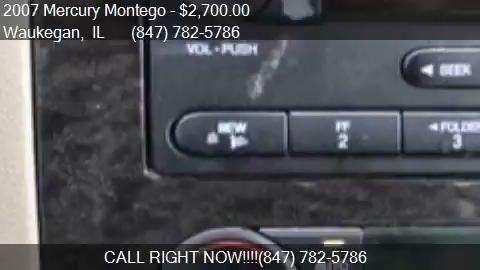 2007 Mercury Montego - $2,700.00
Waukegan, IL (847) 782-5786
VOL - PUSH
◄ SEEK
REW FF ◄ FOLDER
2 3
CALL RIGHT NOW!!!!(847) 782-5786